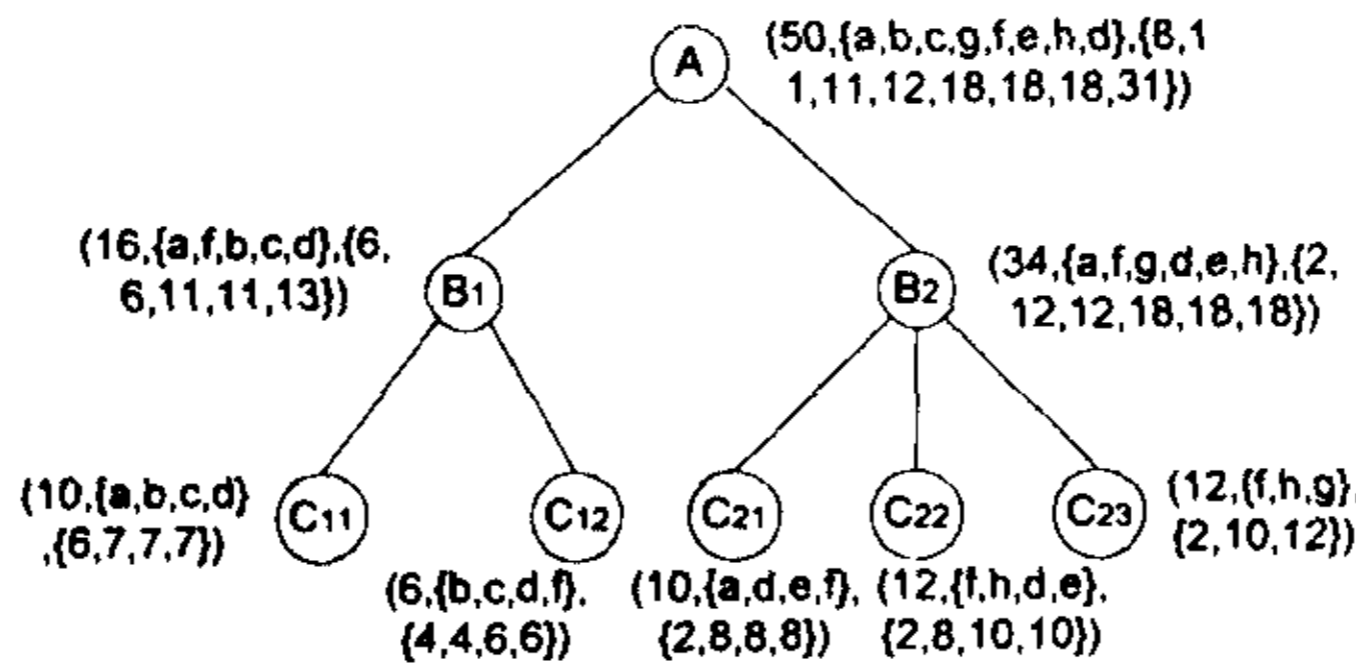 A
(50,{a,b,c,g,f,e,h,d},{8,1
1,11,12,18,18,18,31})
(16,{a,f,b,c,d},{6,
6,11,11,13})
B1
B2
(34,{a,f,g,d,e,h},{2,
12,12,18,18,18})
(10,{a,b,c,d}
,{6,7,7,7})
C11
C12
C21
C22
C23
(12,{f,h,g},
{2,10,12})
(6,{b,c,d,f},
{4,4,6,6})
(10,{a,d,e,f},
{2,8,8,8})
(12,{f,h,d,e},
{2,8,10,10})